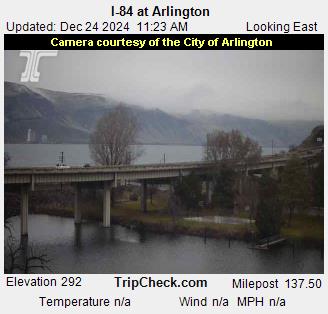 I-84 at Arlington
Updated: Dec 24 2024 11:23 AM Looking East
Camera courtesy of the City of Arlington
Elevation 292 TripCheck.com Milepost 137.50
Temperature n/a Wind n/a MPH n/a